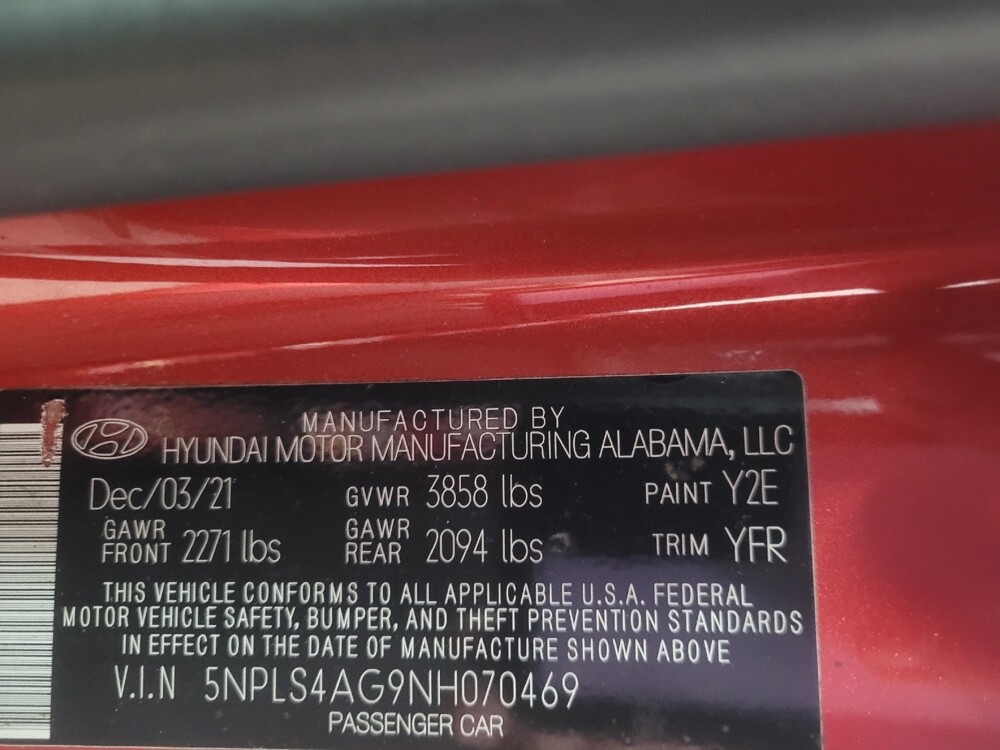 MANUFACTURED BY
HYUNDAI MOTOR MANUFACTURING ALABAMA, LLC
Dec/03/21 GVWR 3858 lbs PAINT Y2E
GAWR FRONT 2271 lbs GAWR REAR 2094 lbs TRIM YFR
THIS VEHICLE CONFORMS TO ALL APPLICABLE U.S.A. FEDERAL
MOTOR VEHICLE SAFETY, BUMPER, AND THEFT PREVENTION STANDARDS
IN EFFECT ON THE DATE OF MANUFACTURE SHOWN ABOVE
V.I.N 5NPLS4AG9NH070469
PASSENGER CAR